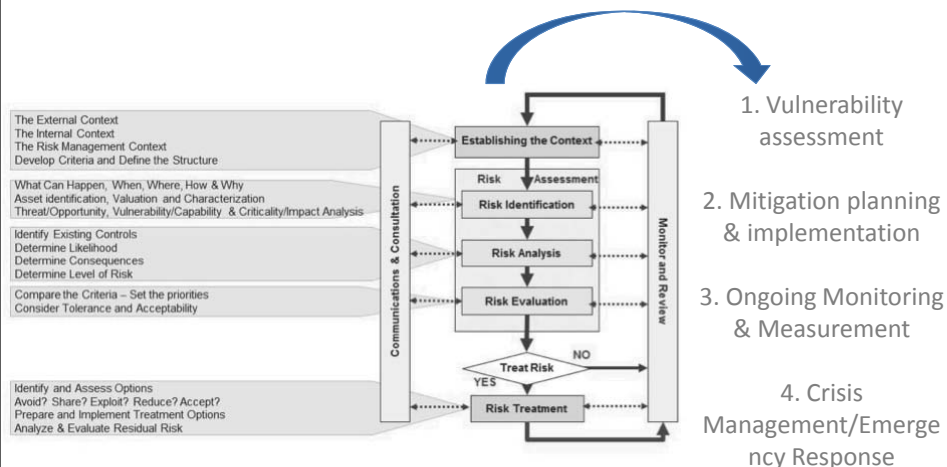 The External Context
The Internal Context
The Risk Management Context
Develop Criteria and Define the Structure
What Can Happen, When, Where, How & Why
Asset identification, Valuation and Characterization
Threat/Opportunity, Vulnerability/Capability & Criticality/Impact Analysis
Identify Existing Controls
Determine Likelihood
Determine Consequences
Determine Level of Risk
Compare the Criteria – Set the priorities
Consider Tolerance and Acceptability
Identify and Assess Options
Avoid? Share? Exploit? Reduce? Accept?
Prepare and Implement Treatment Options
Analyze & Evaluate Residual Risk
Communications & Consultation
Establishing the Context
Risk Assessment
Risk Identification
Risk Analysis
Risk Evaluation
Treat Risk
NO
YES
Risk Treatment
Monitor and Review
1. Vulnerability
assessment
2. Mitigation planning
& implementation
3. Ongoing Monitoring
& Measurement
4. Crisis
Management/Emerge
ncy Response